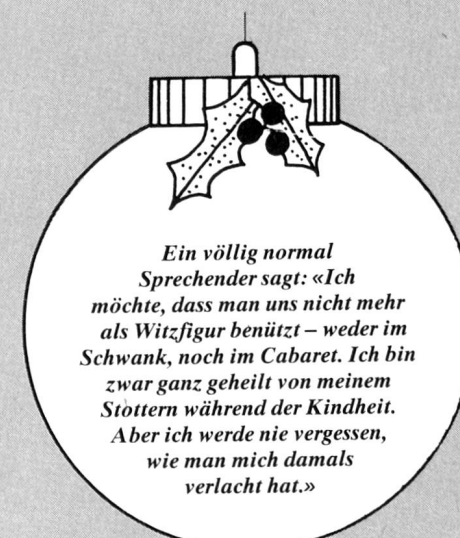 Ein völlig normal
Sprechender sagt: «Ich
möchte, dass man uns nicht mehr
als Witzfigur benützt – weder im
Schwank, noch im Cabaret. Ich bin
zwar ganz geheilt von meinem
Stottern während der Kindheit.
Aber ich werde nie vergessen,
wie man mich damals
verlacht hat.»